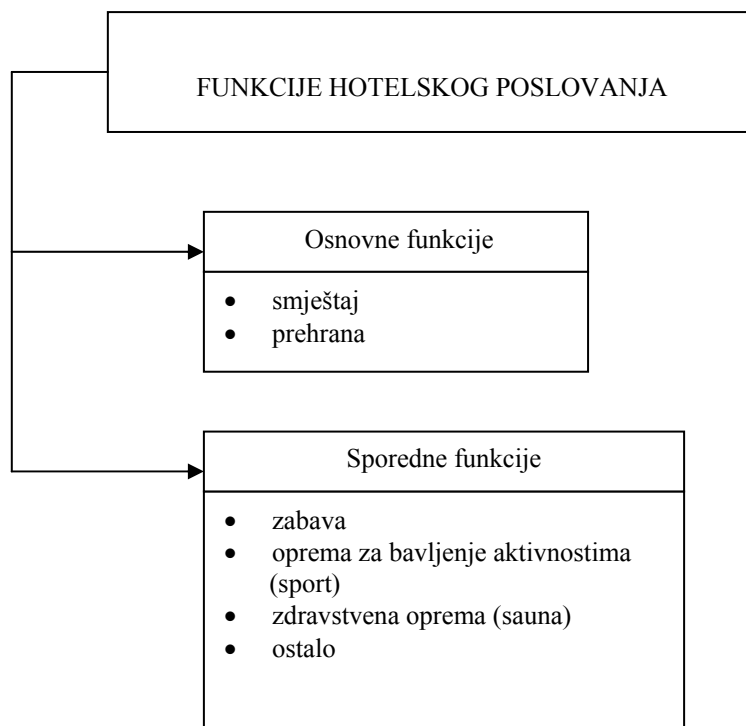 FUNKCIJE HOTELSKOG POSLOVANJA
Osnovne funkcije
• smještaj
• prehrana
Sporedne funkcije
• zabava
• oprema za bavljenje aktivnostima
(sport)
• zdravstvena oprema (sauna)
• ostalo